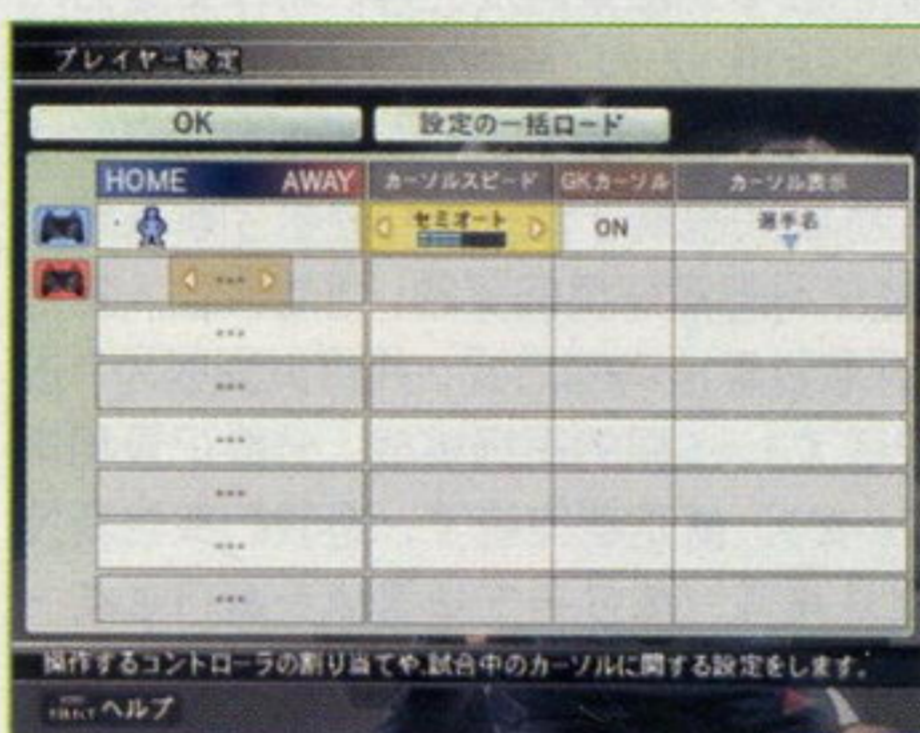 プレイヤー設定
OK
設定の一括ロード
HOME AWAY カーソルスピード GKカーソル カーソル表示
セミオート ON 選手名
---
---
---
---
---
---
---
操作するコントローラの割り当てや、試合中のカーソルに関する設定をします。
SELECT ヘルプ